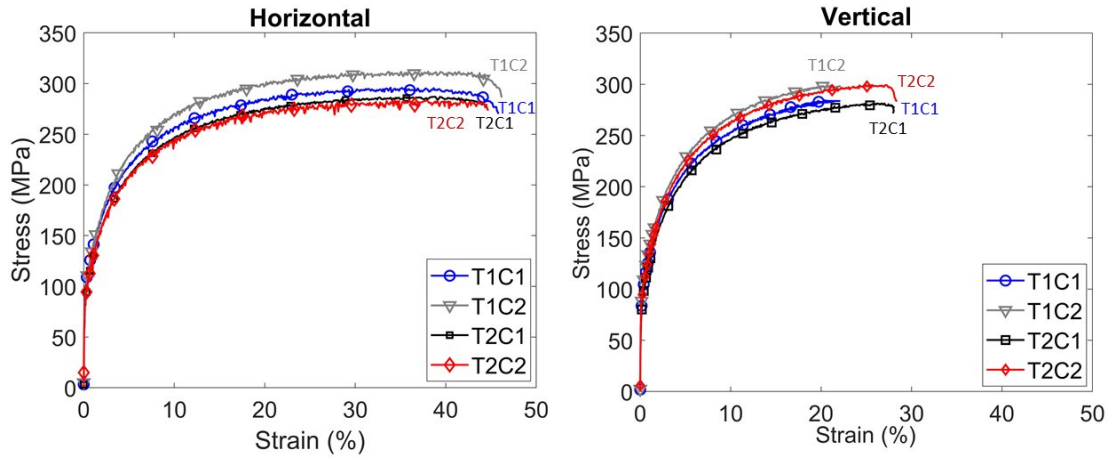 Horizontal
350
300
250
200
150
100
50
0
Stress (MPa)
T1C2
T1C1
T2C2
T2C1
T1C1
T1C2
T2C1
T2C2
0
10
20
30
40
50
Strain (%)
Vertical
350
300
250
200
150
100
50
0
Stress (MPa)
T1C2
T2C2
T1C1
T2C1
T1C1
T1C2
T2C1
T2C2
0
10
20
30
40
50
Strain (%)